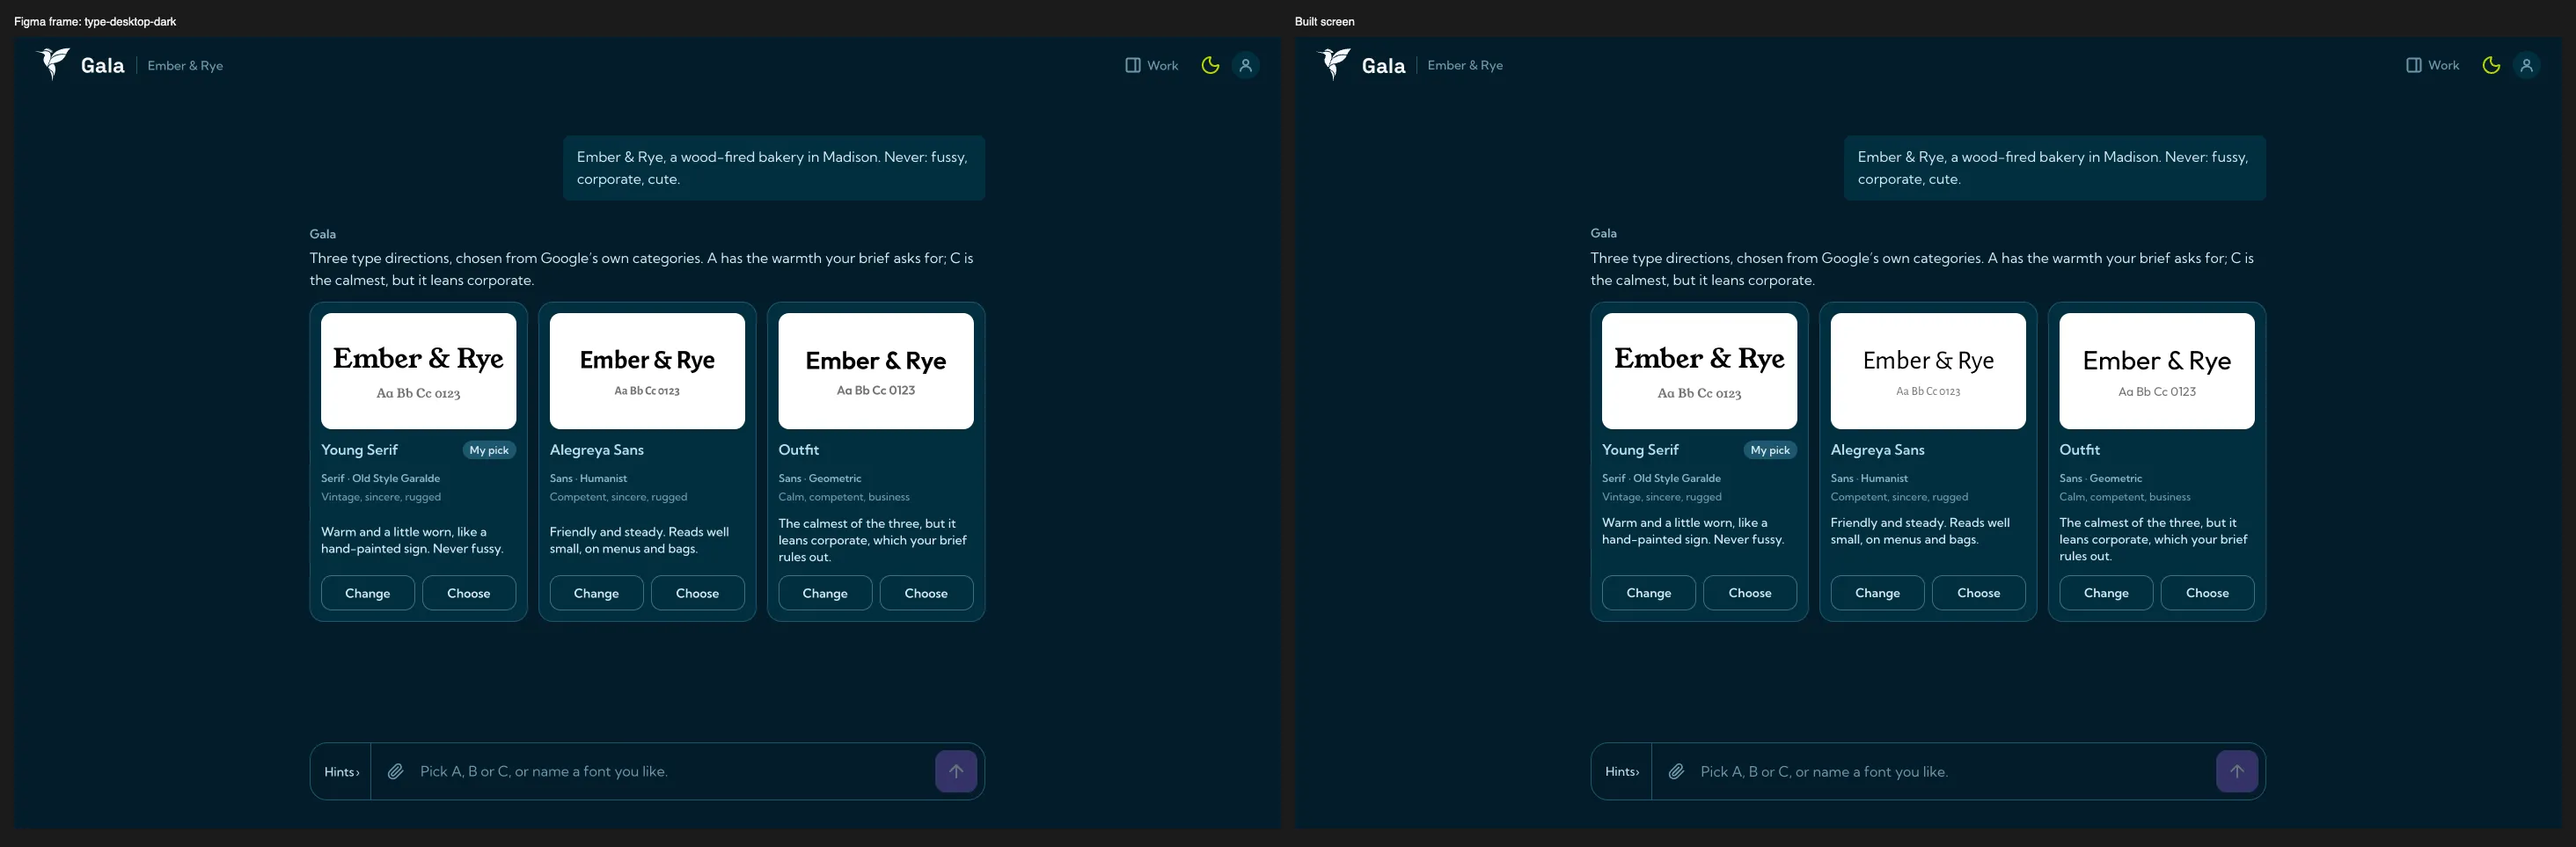 Figma frame: type-desktop-dark
Gala
Ember & Rye
Work
Ember & Rye, a wood-fired bakery in Madison. Never: fussy,
corporate, cute.
Gala
Three type directions, chosen from Google's own categories. A has the warmth your brief asks for; C is
the calmest, but it leans corporate.
Ember & Rye
Aa Bb Cc 0123
Young Serif
My pick
Serif · Old Style Garalde
Vintage, sincere, rugged
Warm and a little worn, like a
hand-painted sign. Never fussy.
Change
Choose
Ember & Rye
Aa Bb Cc 0123
Alegreya Sans
Sans · Humanist
Competent, sincere, rugged
Friendly and steady. Reads well
small, on menus and bags.
Change
Choose
Ember & Rye
Aa Bb Cc 0123
Outfit
Sans · Geometric
Calm, competent, business
The calmest of the three, but it
leans corporate, which your brief
rules out.
Change
Choose
Hints›
Pick A, B or C, or name a font you like.
Built screen
Gala
Ember & Rye
Work
Ember & Rye, a wood-fired bakery in Madison. Never: fussy,
corporate, cute.
Gala
Three type directions, chosen from Google's own categories. A has the warmth your brief asks for; C is
the calmest, but it leans corporate.
Ember & Rye
Aa Bb Cc 0123
Young Serif
My pick
Serif · Old Style Garalde
Vintage, sincere, rugged
Warm and a little worn, like a
hand-painted sign. Never fussy.
Change
Choose
Ember & Rye
Aa Bb Cc 0123
Alegreya Sans
Sans · Humanist
Competent, sincere, rugged
Friendly and steady. Reads well
small, on menus and bags.
Change
Choose
Ember & Rye
Aa Bb Cc 0123
Outfit
Sans · Geometric
Calm, competent, business
The calmest of the three, but it
leans corporate, which your brief
rules out.
Change
Choose
Hints›
Pick A, B or C, or name a font you like.